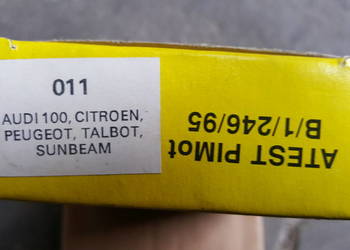 011
AUDI 100, CITROEN,
PEUGEOT, TALBOT,
SUNBEAM
ATEST PIMot
B/1/246/95